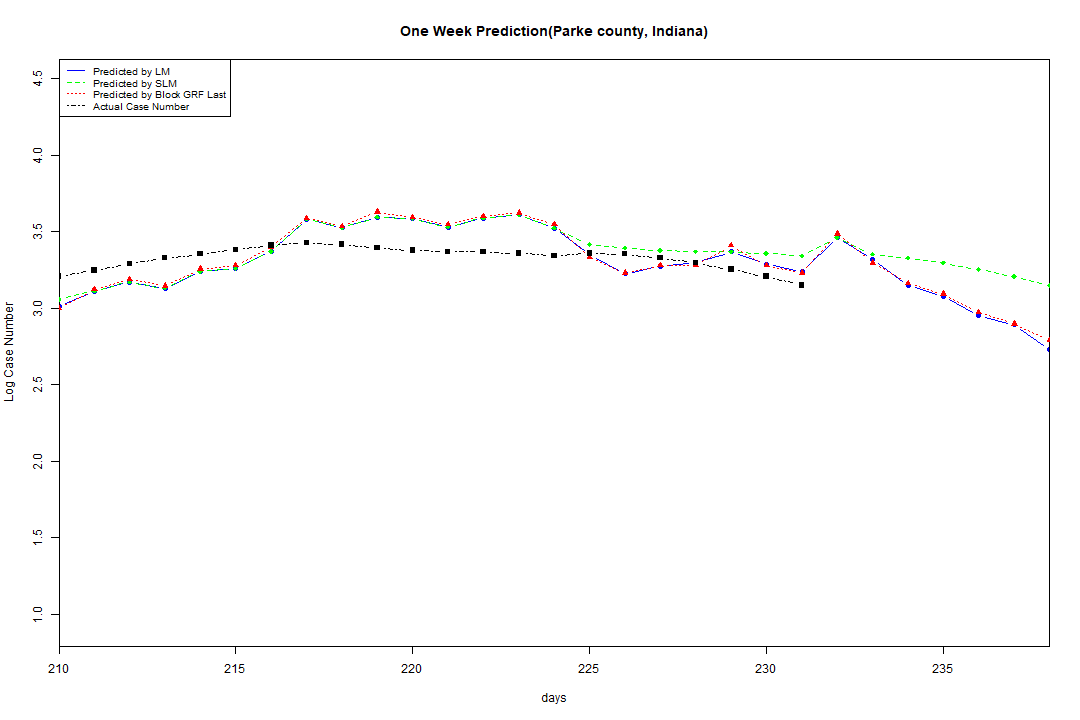 One Week Prediction(Parke county, Indiana)
Predicted by LM
Predicted by SLM
Predicted by Block GRF Last
Actual Case Number
4.5
4.0
3.5
3.0
2.5
2.0
1.5
1.0
Log Case Number
210 215 220 225 230 235
days